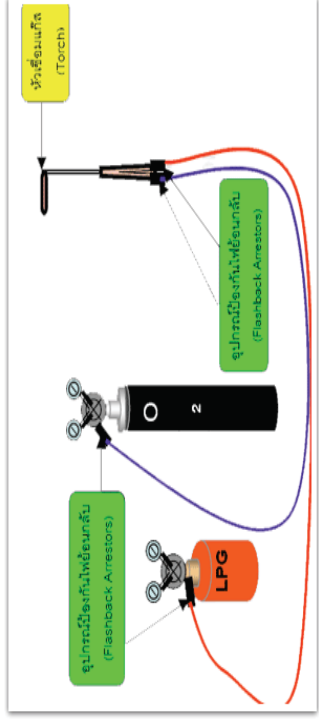 หัวเชื่อมแก๊ส
(Torch)
อุปกรณ์ป้องกันไฟย้อนกลับ
(Flashback Arrestors)
O
2
อุปกรณ์ป้องกันไฟย้อนกลับ
(Flashback Arrestors)
LPG